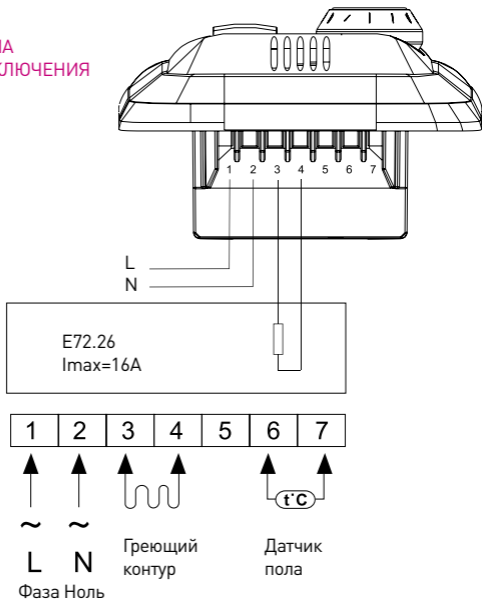 КЛЮЧЕНИЯ
1 2 3 4 5 6 7
L
N
E72.26
Imax=16A
1 2 3 4 5 6 7
t°C
~ ~
L N
Фаза Ноль
Греющий
контур
Датчик
пола